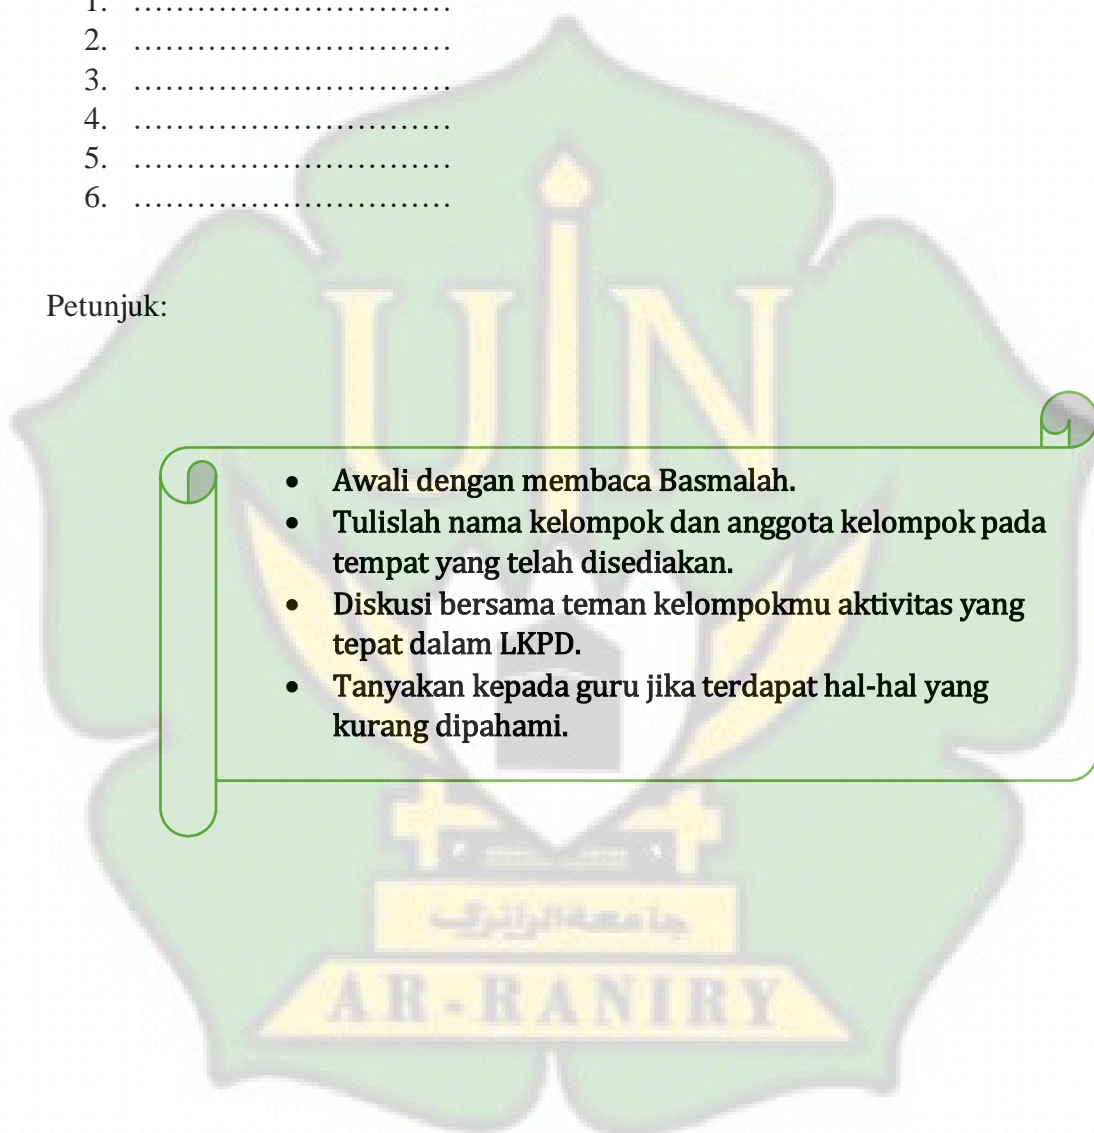 1. ..............................
2. ..............................
3. ..............................
4. ..............................
5. ..............................
6. ..............................
Petunjuk:
UIN
• Awali dengan membaca Basmalah.
• Tulislah nama kelompok dan anggota kelompok pada
tempat yang telah disediakan.
• Diskusi bersama teman kelompokmu aktivitas yang
tepat dalam LKPD.
• Tanyakan kepada guru jika terdapat hal-hal yang
kurang dipahami.
جامعة الرانري
AR-RANIRY